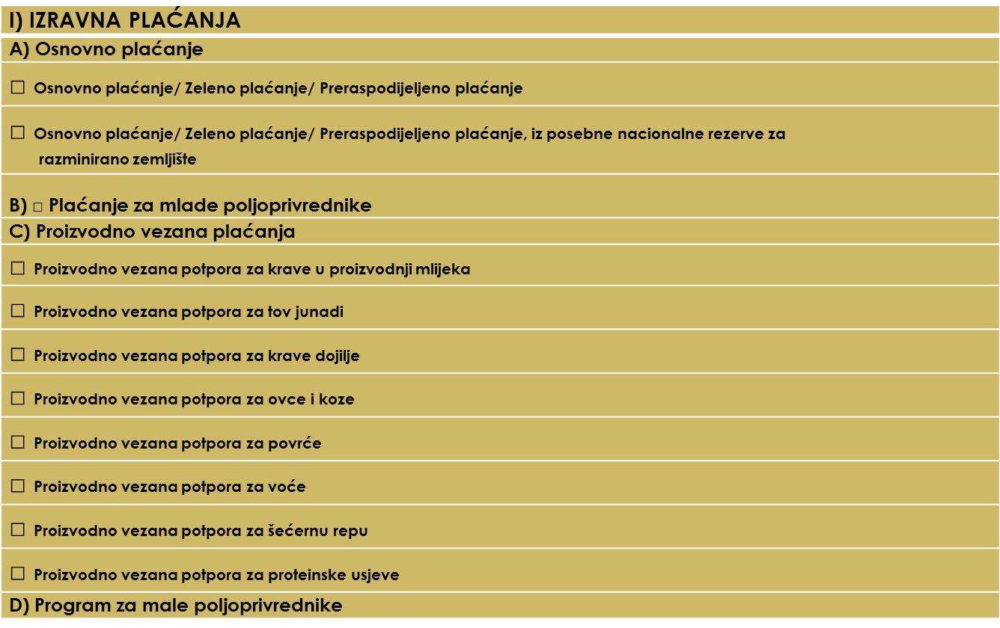 I) IZRAVNA PLAĆANJA
A) Osnovno plaćanje
□ Osnovno plaćanje/ Zeleno plaćanje/ Preraspodijeljeno plaćanje
□ Osnovno plaćanje/ Zeleno plaćanje/ Preraspodijeljeno plaćanje, iz posebne nacionalne rezerve za
razminirano zemljište
B) □ Plaćanje za mlade poljoprivrednike
C) Proizvodno vezana plaćanja
□ Proizvodno vezana potpora za krave u proizvodnji mlijeka
□ Proizvodno vezana potpora za tov junadi
□ Proizvodno vezana potpora za krave dojilje
□ Proizvodno vezana potpora za ovce i koze
□ Proizvodno vezana potpora za povrće
□ Proizvodno vezana potpora za voće
□ Proizvodno vezana potpora za šećernu repu
□ Proizvodno vezana potpora za proteinske usjeve
D) Program za male poljoprivrednike